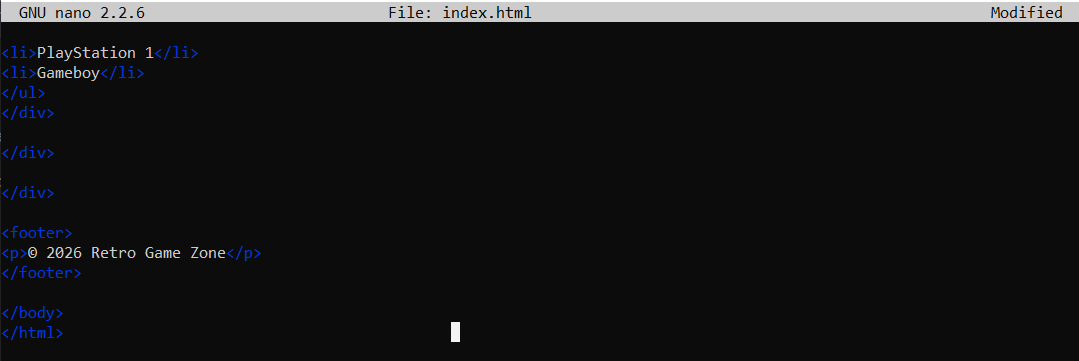 GNU nano 2.2.6 File: index.html Modified
<li>PlayStation 1</li>
<li>Gameboy</li>
</ul>
</div>
</div>
</div>
<footer>
<p>© 2026 Retro Game Zone</p>
</footer>
</body>
</html>